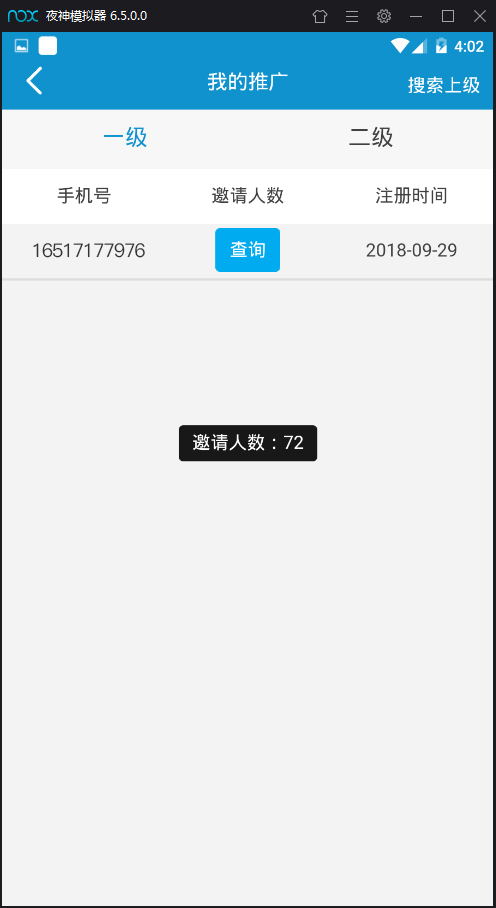 nox 夜神模拟器 6.5.0.0
4:02
我的推广 搜索上级
一级 二级
手机号 邀请人数 注册时间
16517177976 查询 2018-09-29
邀请人数：72